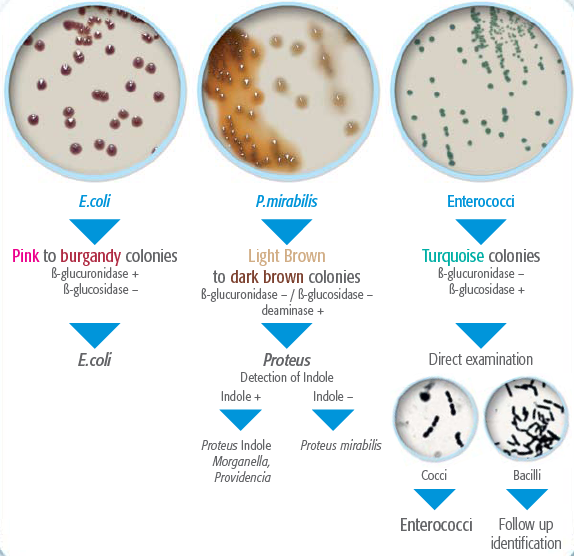 E.coli
Pink to burgandy colonies
ß-glucuronidase +
ß-glucosidase –
E.coli
P.mirabilis
Light Brown
to dark brown colonies
ß-glucuronidase – / ß-glucosidase –
deaminase +
Proteus
Detection of Indole
Indole +
Indole –
Proteus Indole
Morganella,
Providencia
Proteus mirabilis
Enterococci
Turquoise colonies
ß-glucuronidase –
ß-glucosidase +
Direct examination
Cocci
Bacilli
Enterococci
Follow up
identification